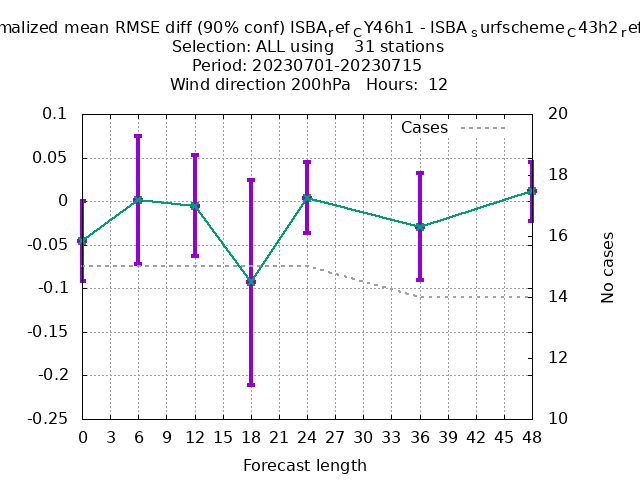 malized mean RMSE diff (90% conf) ISBA_ref_CY46h1 - ISBA_surfscheme_C43h2_ref
Selection: ALL using    31 stations
Period: 20230701-20230715
Wind direction 200hPa   Hours:  12
Cases
0.1
0.05
0
-0.05
-0.1
-0.15
-0.2
-0.25
20
18
16
14
12
10
No cases
0 3 6 9 12 15 18 21 24 27 30 33 36 39 42 45 48
Forecast length